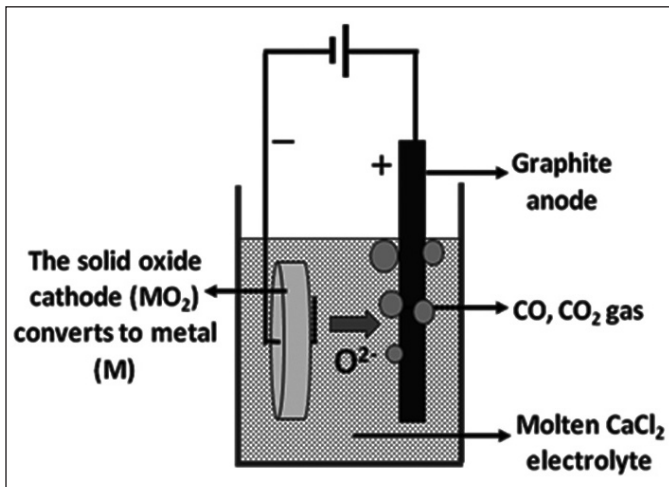 −
+
Graphite
anode
The solid oxide
cathode (MO₂)
converts to metal
(M)
O²⁻
CO, CO₂ gas
Molten CaCl₂
electrolyte